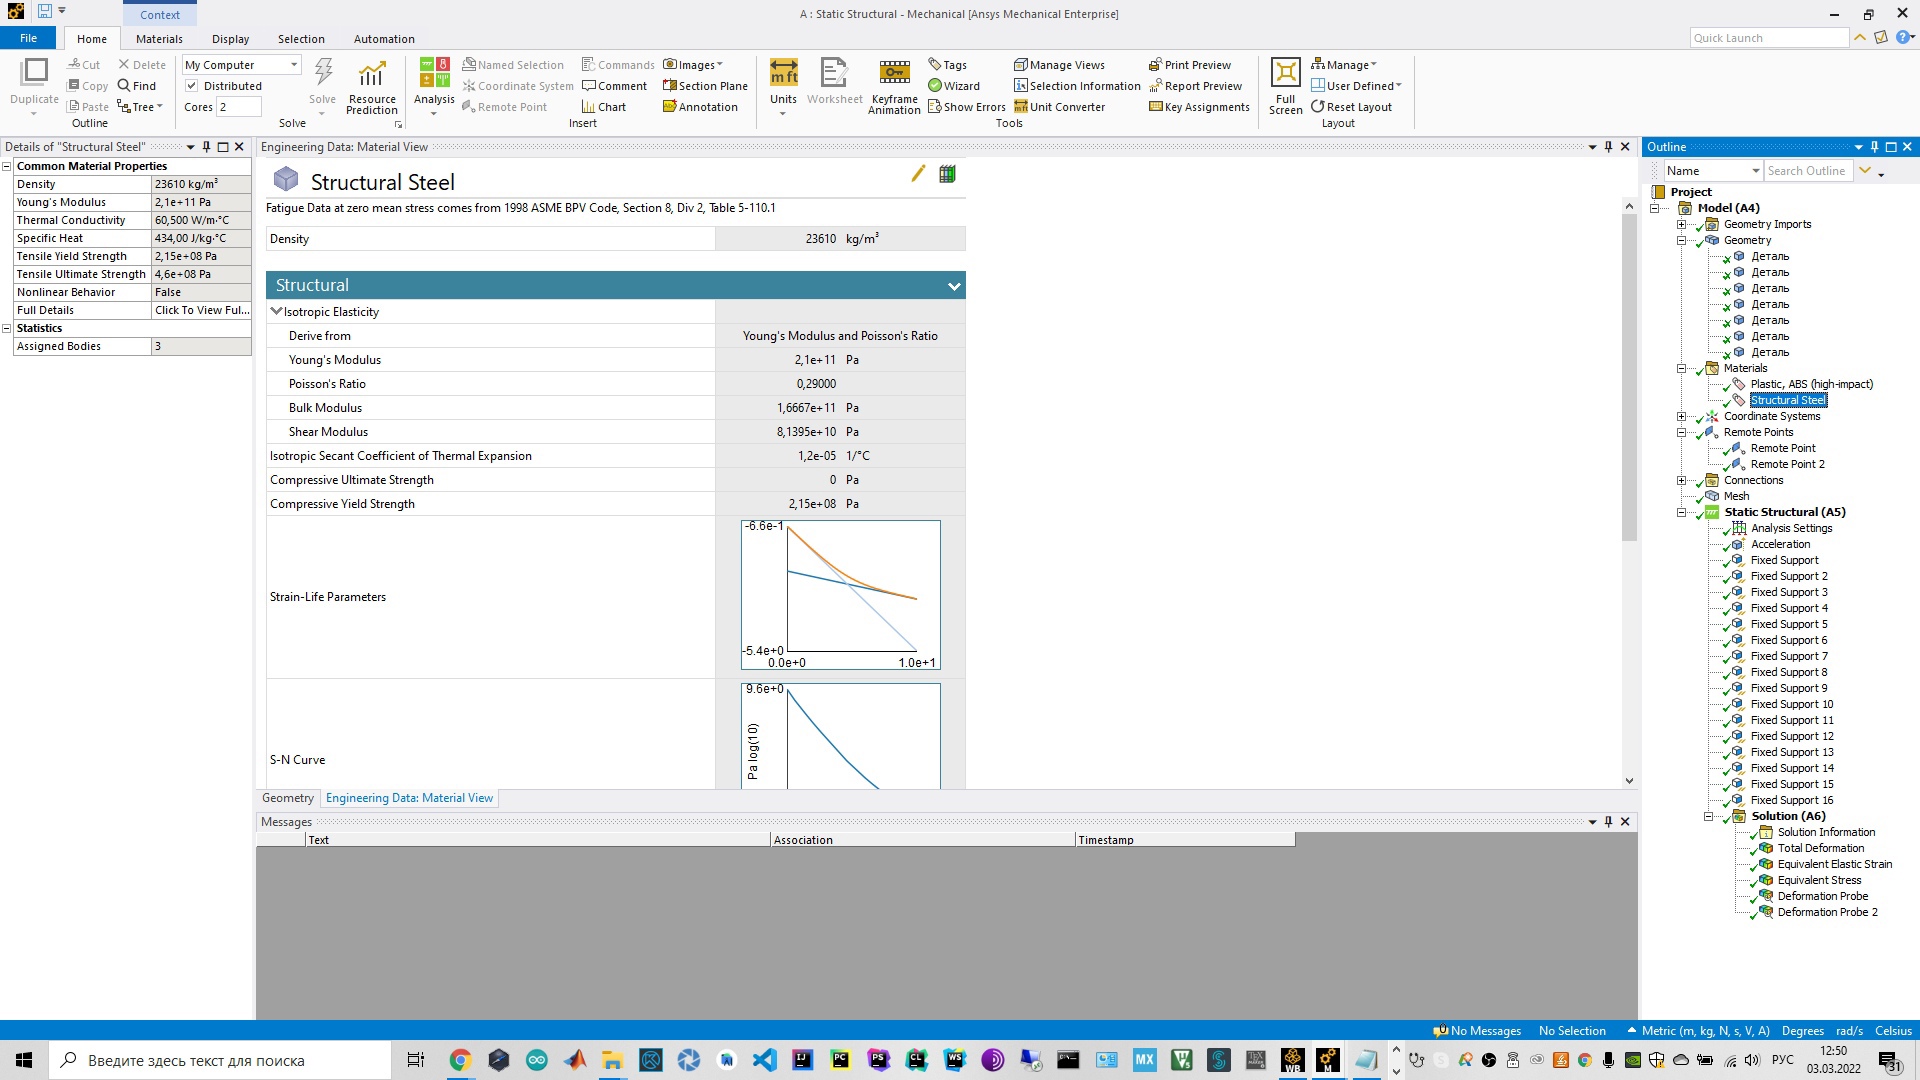 Context
A : Static Structural - Mechanical [Ansys Mechanical Enterprise]
File
Home
Materials
Display
Selection
Automation
Quick Launch
Duplicate
Cut
Delete
Copy
Find
Paste
Tree
Outline
My Computer
Distributed
Cores 2
Solve
Resource Prediction
Solve
Analysis
Named Selection
Coordinate System
Remote Point
Commands
Comment
Chart
Images
Section Plane
Annotation
Insert
Units
Worksheet
Keyframe Animation
Tags
Wizard
Show Errors
Manage Views
Selection Information
Unit Converter
Print Preview
Report Preview
Key Assignments
Tools
Full Screen
Manage
User Defined
Reset Layout
Layout
Details of "Structural Steel"
Common Material Properties
Density 23610 kg/m³
Young's Modulus 2,1e+11 Pa
Thermal Conductivity 60,500 W/m·°C
Specific Heat 434,00 J/kg·°C
Tensile Yield Strength 2,15e+08 Pa
Tensile Ultimate Strength 4,6e+08 Pa
Nonlinear Behavior False
Full Details Click To View Ful...
Statistics
Assigned Bodies 3
Engineering Data: Material View
Structural Steel
Fatigue Data at zero mean stress comes from 1998 ASME BPV Code, Section 8, Div 2, Table 5-110.1
Density 23610 kg/m³
Structural
Isotropic Elasticity
Derive from Young's Modulus and Poisson's Ratio
Young's Modulus 2,1e+11 Pa
Poisson's Ratio 0,29000
Bulk Modulus 1,6667e+11 Pa
Shear Modulus 8,1395e+10 Pa
Isotropic Secant Coefficient of Thermal Expansion 1,2e-05 1/°C
Compressive Ultimate Strength 0 Pa
Compressive Yield Strength 2,15e+08 Pa
Strain-Life Parameters
-6.6e-1
-5.4e+0
0.0e+0 1.0e+1
S-N Curve
9.6e+0
Pa log(10)
Geometry
Engineering Data: Material View
Messages
Text Association Timestamp
Outline
Name
Search Outline
Project
Model (A4)
Geometry Imports
Geometry
Деталь
Деталь
Деталь
Деталь
Деталь
Деталь
Деталь
Materials
Plastic, ABS (high-impact)
Structural Steel
Coordinate Systems
Remote Points
Remote Point
Remote Point 2
Connections
Mesh
Static Structural (A5)
Analysis Settings
Acceleration
Fixed Support
Fixed Support 2
Fixed Support 3
Fixed Support 4
Fixed Support 5
Fixed Support 6
Fixed Support 7
Fixed Support 8
Fixed Support 9
Fixed Support 10
Fixed Support 11
Fixed Support 12
Fixed Support 13
Fixed Support 14
Fixed Support 15
Fixed Support 16
Solution (A6)
Solution Information
Total Deformation
Equivalent Elastic Strain
Equivalent Stress
Deformation Probe
Deformation Probe 2
No Messages
No Selection
Metric (m, kg, N, s, V, A)
Degrees
rad/s
Celsius
Введите здесь текст для поиска
РУС
12:50
03.03.2022
31